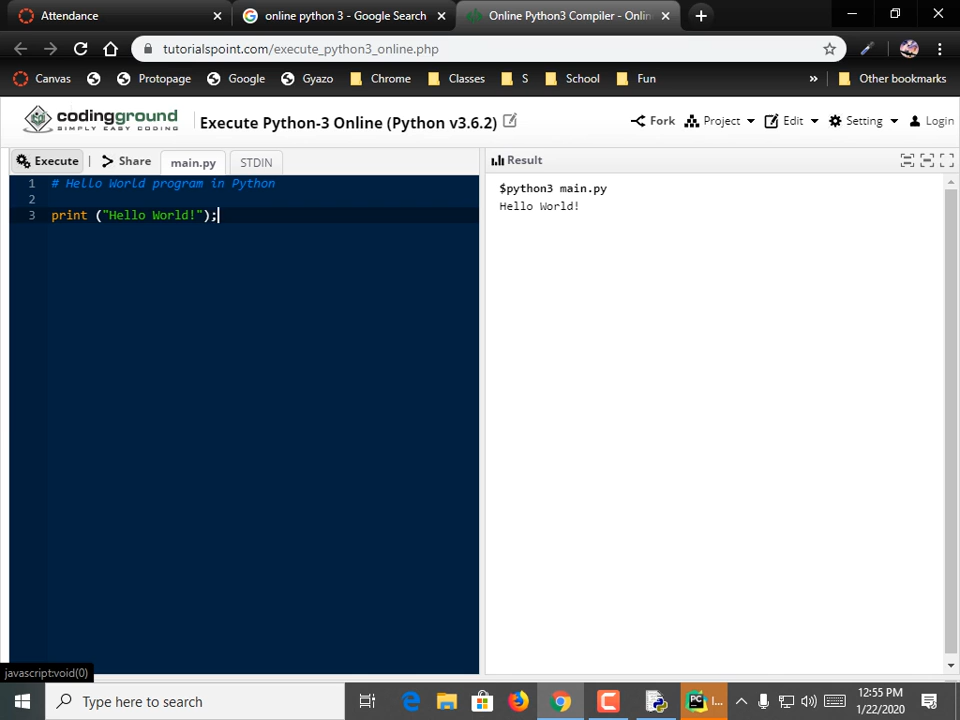 Attendance
online python 3 - Google Search
Online Python3 Compiler - Onlin
tutorialspoint.com/execute_python3_online.php
Canvas Protopage Google Gyazo Chrome Classes S School Fun » Other bookmarks
codingground
SIMPLY EASY CODING
Execute Python-3 Online (Python v3.6.2)
Fork Project Edit Setting Login
Execute | Share main.py STDIN
Result
1 # Hello World program in Python
2
3 print ("Hello World!");
$python3 main.py
Hello World!
javascript:void(0)
Type here to search
PC
...
12:55 PM
1/22/2020